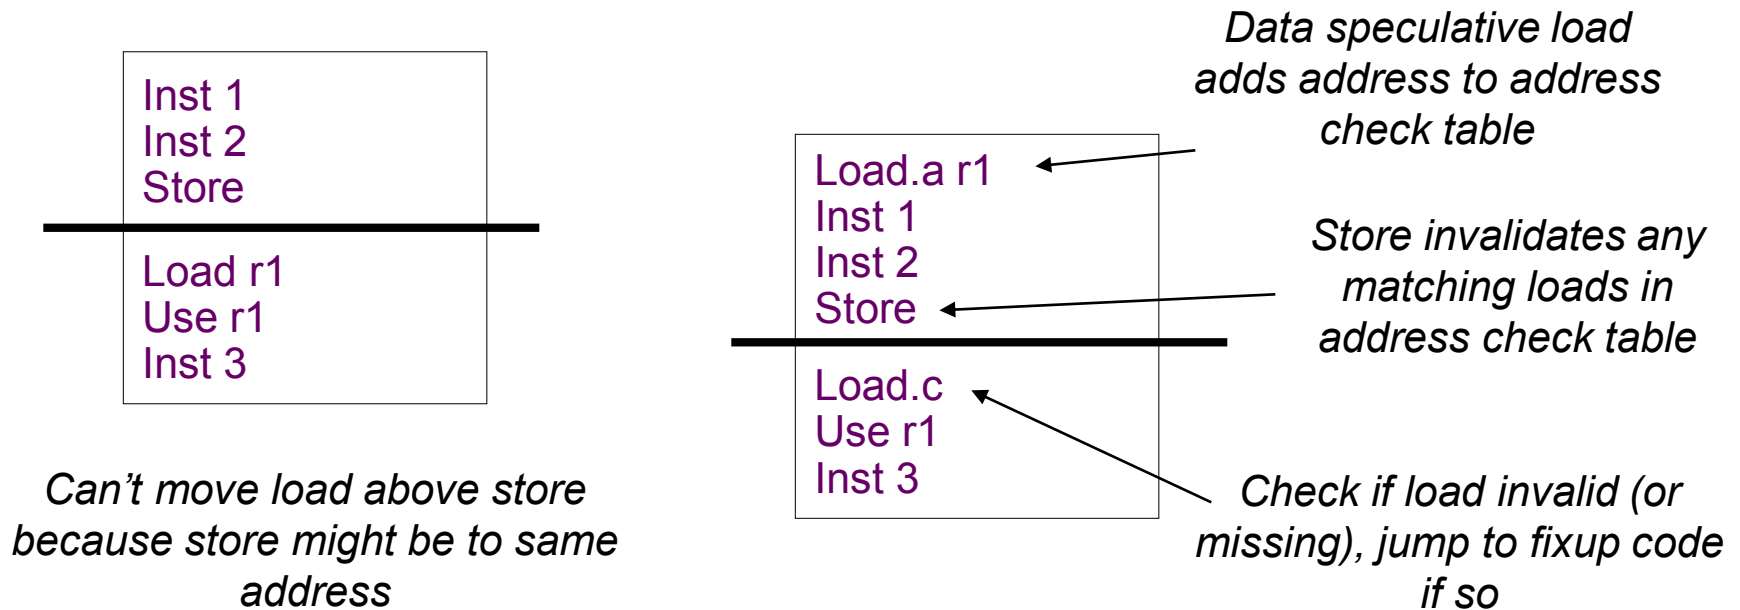 Inst 1
Inst 2
Store
Load r1
Use r1
Inst 3
Can’t move load above store
because store might be to same
address
Load.a r1
Inst 1
Inst 2
Store
Load.c
Use r1
Inst 3
Data speculative load
adds address to address
check table
Store invalidates any
matching loads in
address check table
Check if load invalid (or
missing), jump to fixup code
if so